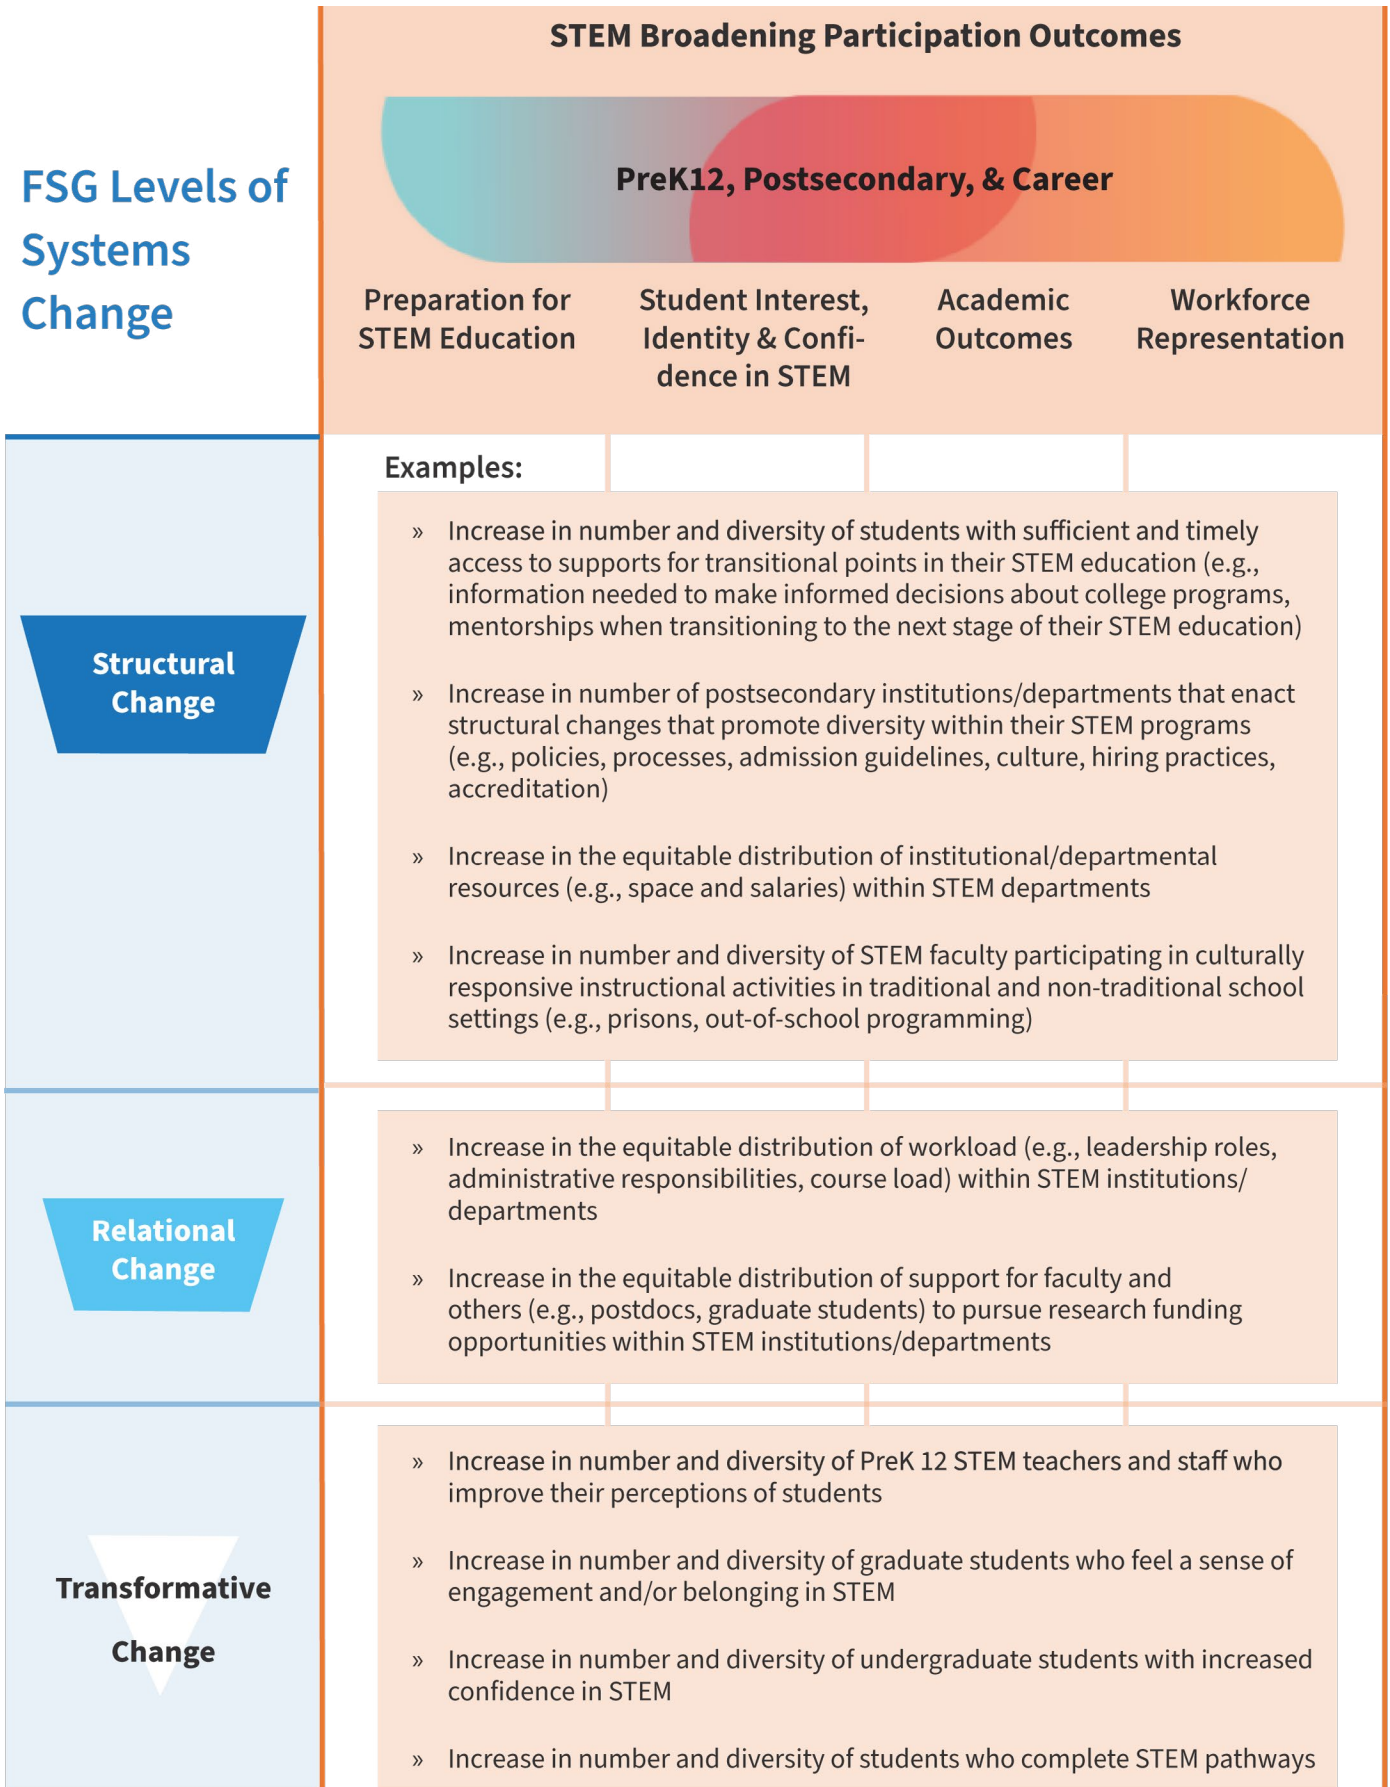 STEM Broadening Participation Outcomes
PreK12, Postsecondary, & Career
FSG Levels of
Systems
Change
Preparation for
STEM Education
Student Interest,
Identity & Confi-
dence in STEM
Academic
Outcomes
Workforce
Representation
Examples:
Structural
Change
» Increase in number and diversity of students with sufficient and timely
access to supports for transitional points in their STEM education (e.g.,
information needed to make informed decisions about college programs,
mentorships when transitioning to the next stage of their STEM education)
» Increase in number of postsecondary institutions/departments that enact
structural changes that promote diversity within their STEM programs
(e.g., policies, processes, admission guidelines, culture, hiring practices,
accreditation)
» Increase in the equitable distribution of institutional/departmental
resources (e.g., space and salaries) within STEM departments
» Increase in number and diversity of STEM faculty participating in culturally
responsive instructional activities in traditional and non-traditional school
settings (e.g., prisons, out-of-school programming)
Relational
Change
» Increase in the equitable distribution of workload (e.g., leadership roles,
administrative responsibilities, course load) within STEM institutions/
departments
» Increase in the equitable distribution of support for faculty and
others (e.g., postdocs, graduate students) to pursue research funding
opportunities within STEM institutions/departments
Transformative
Change
» Increase in number and diversity of PreK 12 STEM teachers and staff who
improve their perceptions of students
» Increase in number and diversity of graduate students who feel a sense of
engagement and/or belonging in STEM
» Increase in number and diversity of undergraduate students with increased
confidence in STEM
» Increase in number and diversity of students who complete STEM pathways